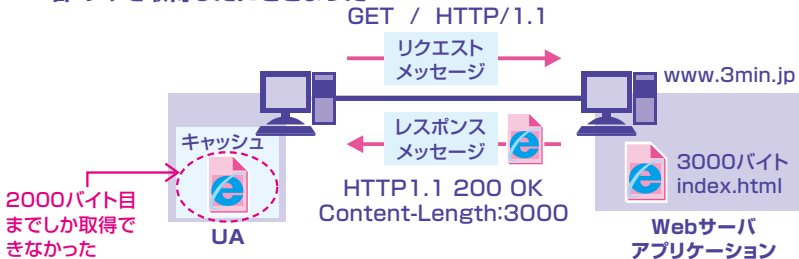 GET / HTTP/1.1
リクエスト
メッセージ
www.3min.jp
キャッシュ
レスポンス
メッセージ
3000バイト
index.html
2000バイト目
までしか取得で
きなかった
HTTP1.1 200 OK
Content-Length:3000
UA
Webサーバ
アプリケーション